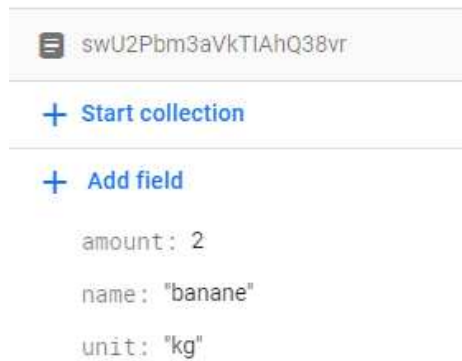 swU2Pbm3aVkTIAhQ38vr
Start collection
Add field
amount: 2
name: "banane"
unit: "kg"